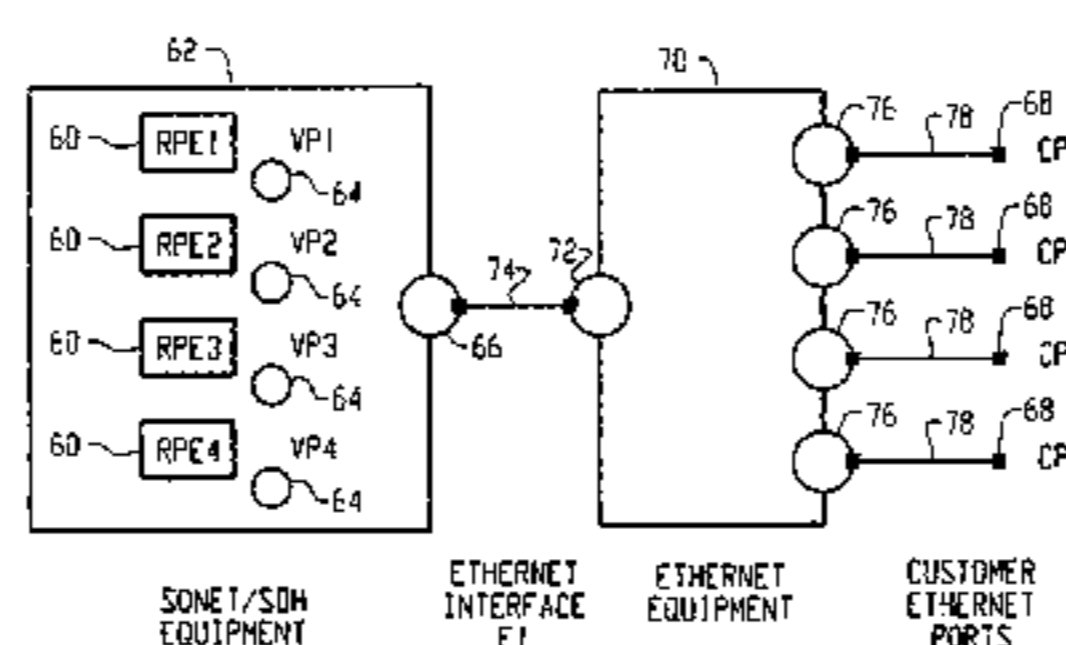 62
70
60 RPE1 VP1
64
76 78 68 CP
60 RPE2 VP2
64
76 78 68 CP
74 72
66
60 RPE3 VP3
64
76 78 68 CP
60 RPE4 VP4
64
76 78 68 CP
SONET/SDH
EQUIPMENT
ETHERNET
INTERFACE
ETHERNET
EQUIPMENT
CUSTOMER
ETHERNET
PORTS